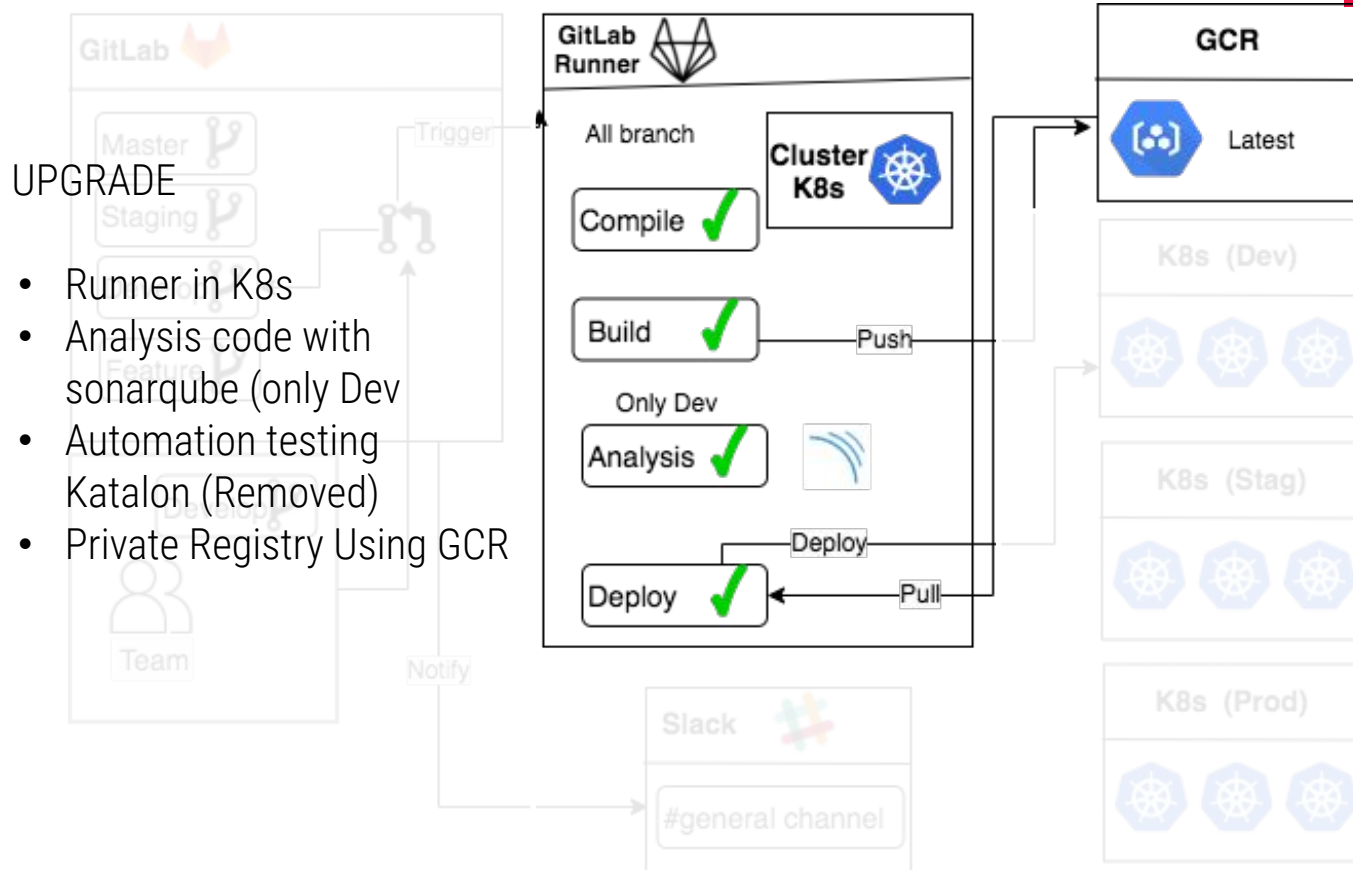 GitLab
Master
Staging
Feature
Develop
Team
Trigger
Notify
UPGRADE
• Runner in K8s
• Analysis code with
sonarqube (only Dev
• Automation testing
Katalon (Removed)
• Private Registry Using GCR
GitLab
Runner
All branch
Cluster
K8s
Compile
Build
Push
Only Dev
Analysis
Deploy
Deploy
Pull
GCR
Latest
K8s (Dev)
K8s (Stag)
K8s (Prod)
Slack
#general channel